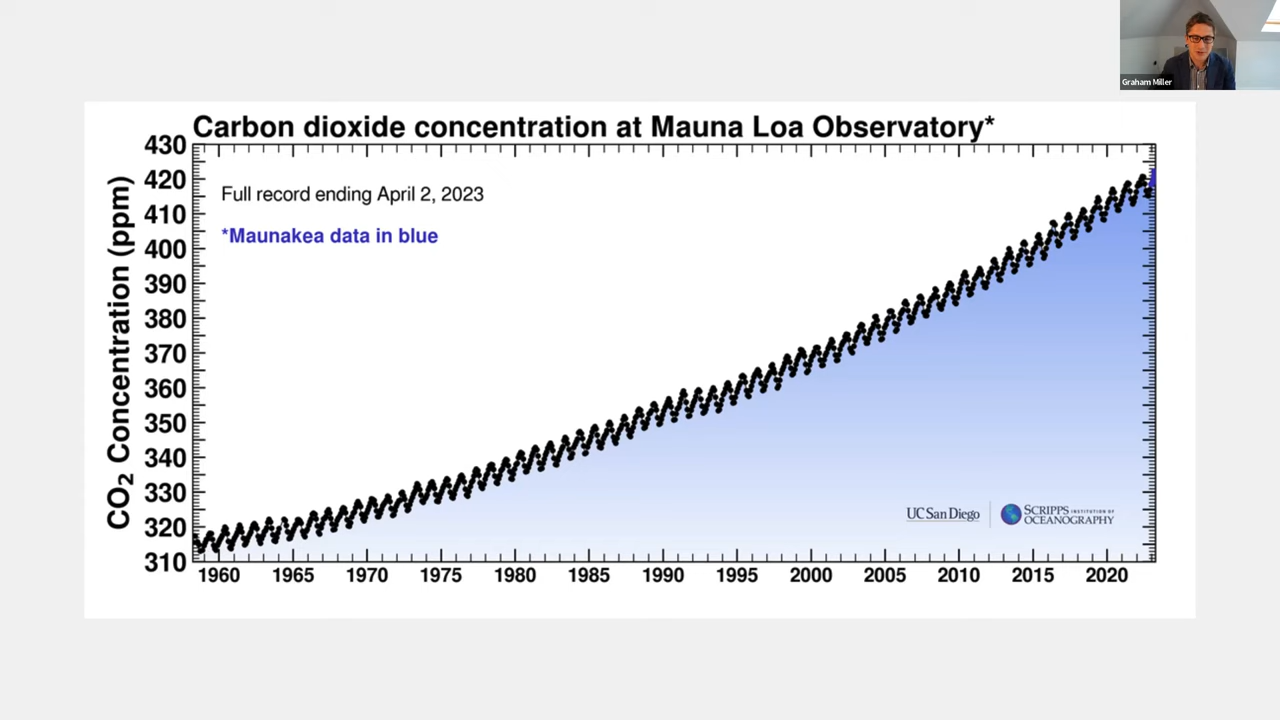 Graham Miller
Carbon dioxide concentration at Mauna Loa Observatory*
430
420
410
400
390
380
370
360
350
340
330
320
310
CO₂ Concentration (ppm)
Full record ending April 2, 2023
*Maunakea data in blue
UC San Diego
SCRIPPS INSTITUTION OF
OCEANOGRAPHY
1960 1965 1970 1975 1980 1985 1990 1995 2000 2005 2010 2015 2020